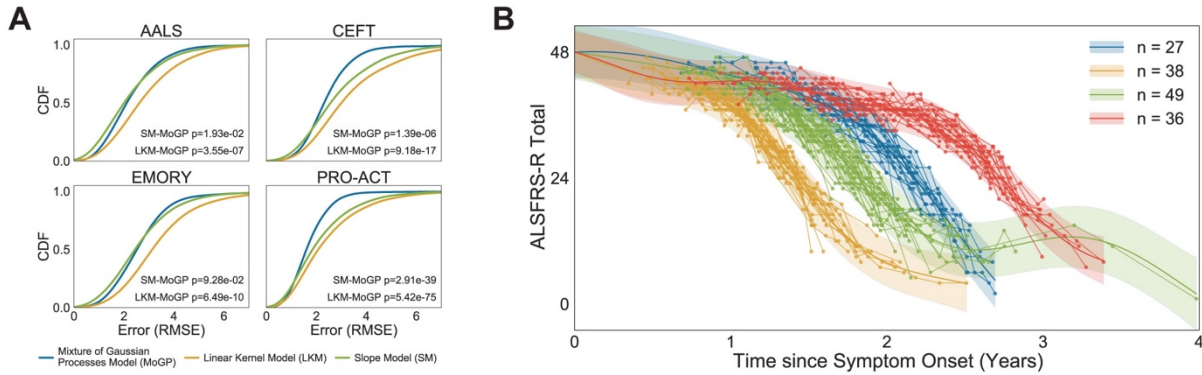 A
AALS
CEFT
1.0
0.5
0.0
CDF
SM-MoGP p=1.93e-02
LKM-MoGP p=3.55e-07
SM-MoGP p=1.39e-06
LKM-MoGP p=9.18e-17
EMORY
PRO-ACT
1.0
0.5
0.0
CDF
SM-MoGP p=9.28e-02
LKM-MoGP p=6.49e-10
SM-MoGP p=2.91e-39
LKM-MoGP p=5.42e-75
0 2 4 6
0 2 4 6
Error (RMSE)
Error (RMSE)
Mixture of Gaussian
Processes Model (MoGP)
Linear Kernel Model (LKM)
Slope Model (SM)
B
48
24
0
ALSFRS-R Total
n = 27
n = 38
n = 49
n = 36
0 1 2 3 4
Time since Symptom Onset (Years)